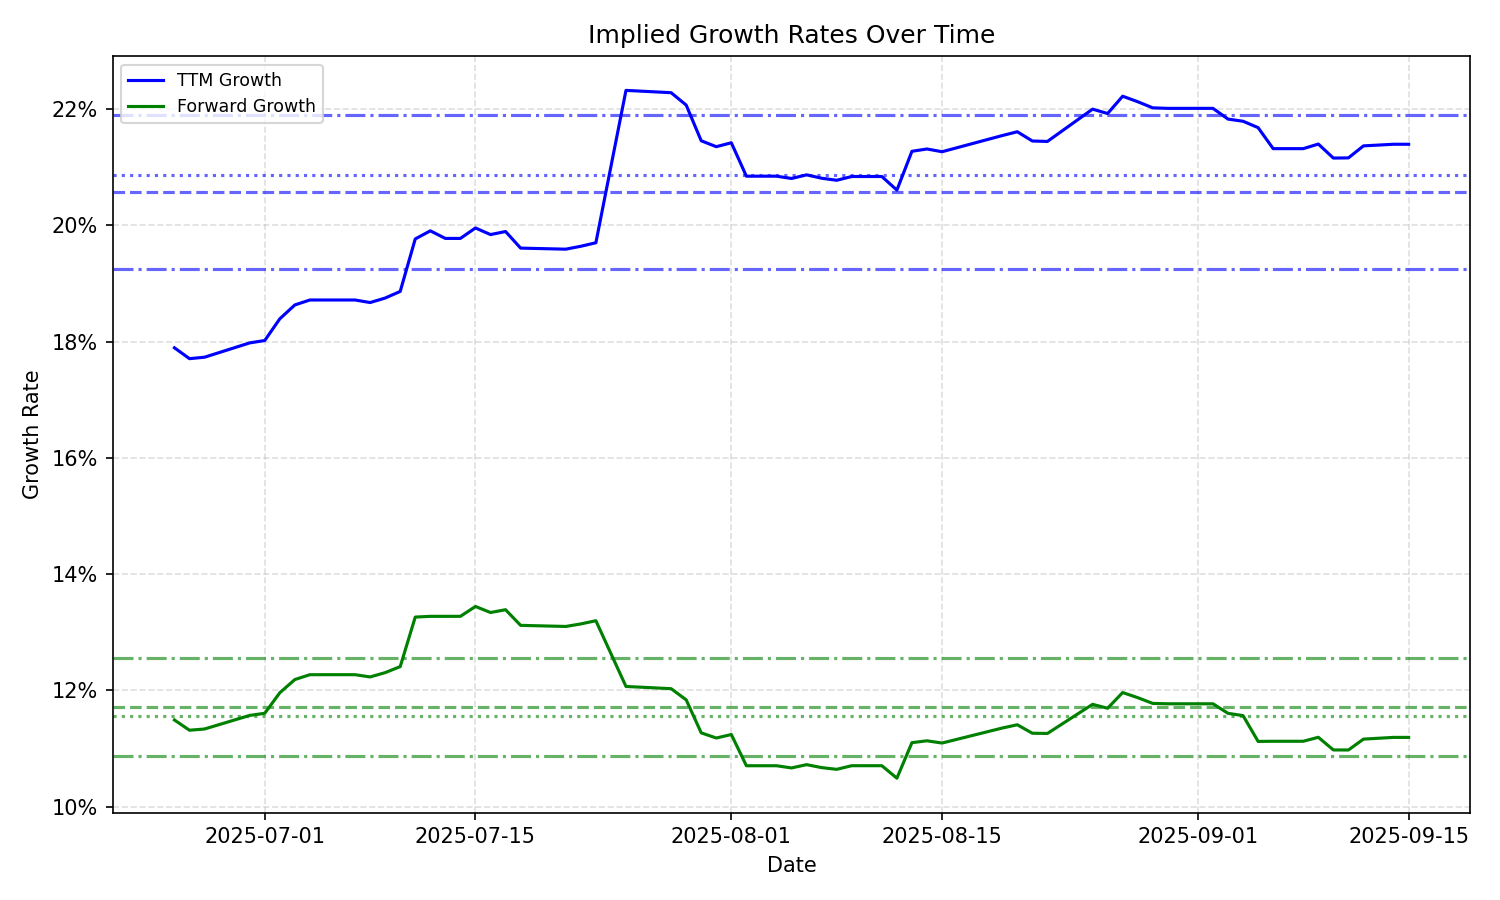 Implied Growth Rates Over Time
TTM Growth
Forward Growth
22%
20%
18%
16%
14%
12%
10%
Growth Rate
2025-07-01
2025-07-15
2025-08-01
2025-08-15
2025-09-01
2025-09-15
Date